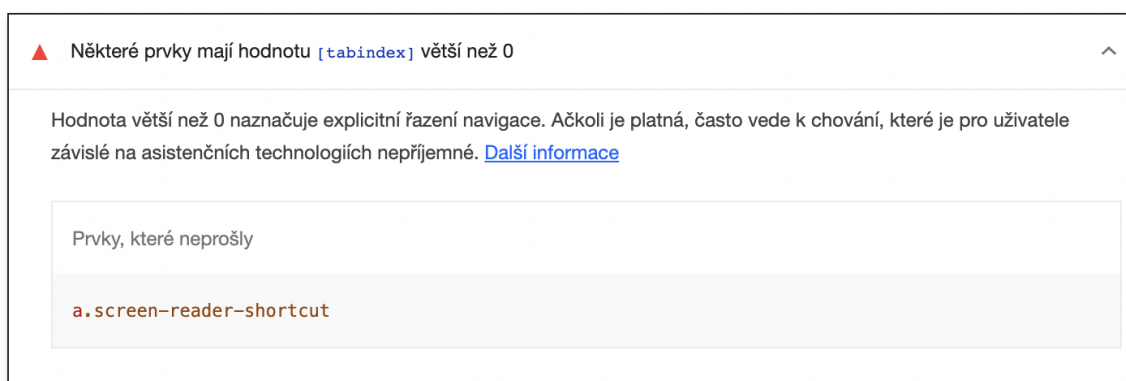 Některé prvky mají hodnotu [tabindex] větší než 0
Hodnota větší než 0 naznačuje explicitní řazení navigace. Ačkoli je platná, často vede k chování, které je pro uživatele
závislé na asistenčních technologiích nepříjemné. Další informace
Prvky, které neprošly
a.screen-reader-shortcut